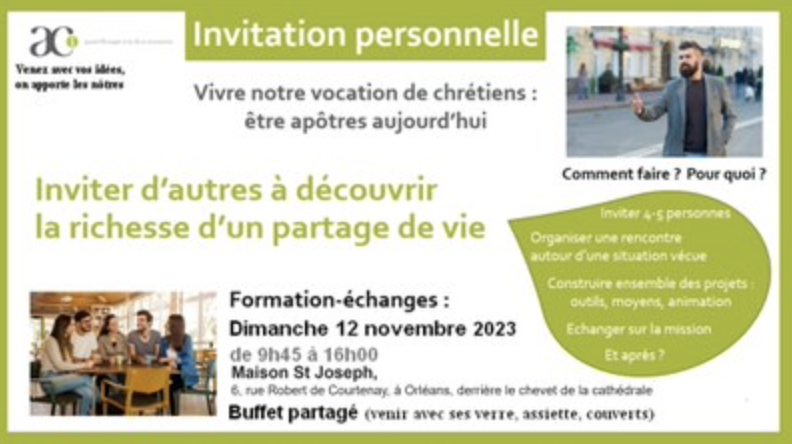 aci
Venez avec vos idées,
on apporte les nôtres
Invitation personnelle
Vivre notre vocation de chrétiens :
être apôtres aujourd'hui
Comment faire ? Pour quoi ?
Inviter d'autres à découvrir
la richesse d'un partage de vie
Inviter 4-5 personnes
Organiser une rencontre
autour d'une situation vécue
Construire ensemble des projets :
outils, moyens, animation
Echanger sur la mission
Et après ?
Formation-échanges :
Dimanche 12 novembre 2023
de 9h45 à 16h00
Maison St Joseph,
6, rue Robert de Courtenay, à Orléans, derrière le chevet de la cathédrale
Buffet partagé (venir avec ses verre, assiette, couverts)